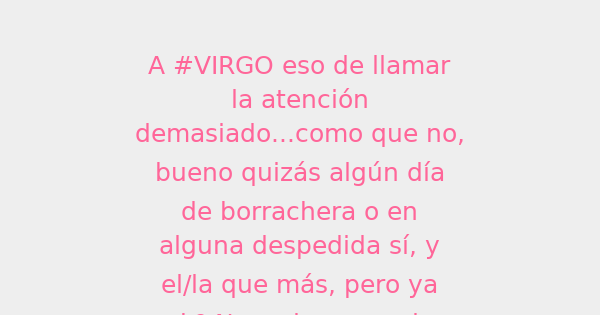 A #VIRGO eso de llamar
la atención
demasiado...como que no,
bueno quizás algún día
de borrachera o en
alguna despedida sí, y
el/la que más, pero ya